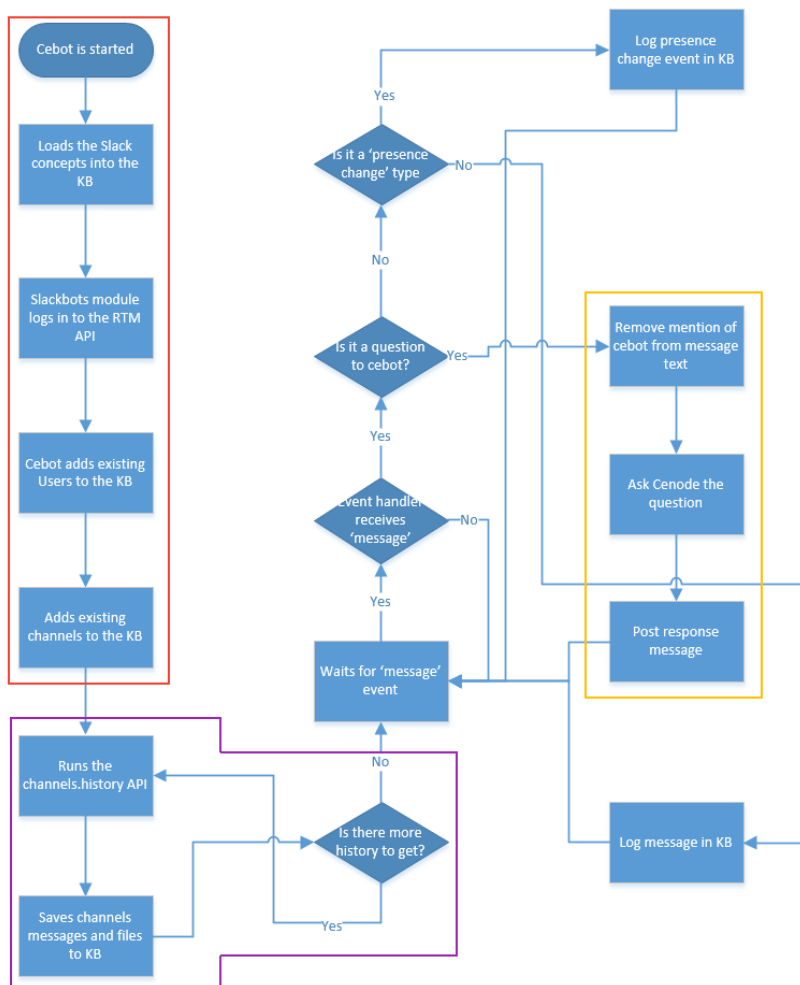 Cebot is started
Loads the Slack
concepts into the
KB
Slackbots module
logs in to the RTM
API
Cebot adds existing
Users to the KB
Adds existing
channels to the KB
Runs the
channels.history API
Saves channels
messages and files
to KB
Is there more
history to get?
Yes
No
Waits for ‘message’
event
Yes
Event handler
receives
‘message’
No
Yes
Is it a question
to cebot?
Yes
No
Is it a ‘presence
change’ type
No
Yes
Log presence
change event in KB
Remove mention of
cebot from message
text
Ask Cenode the
question
Post response
message
Log message in KB